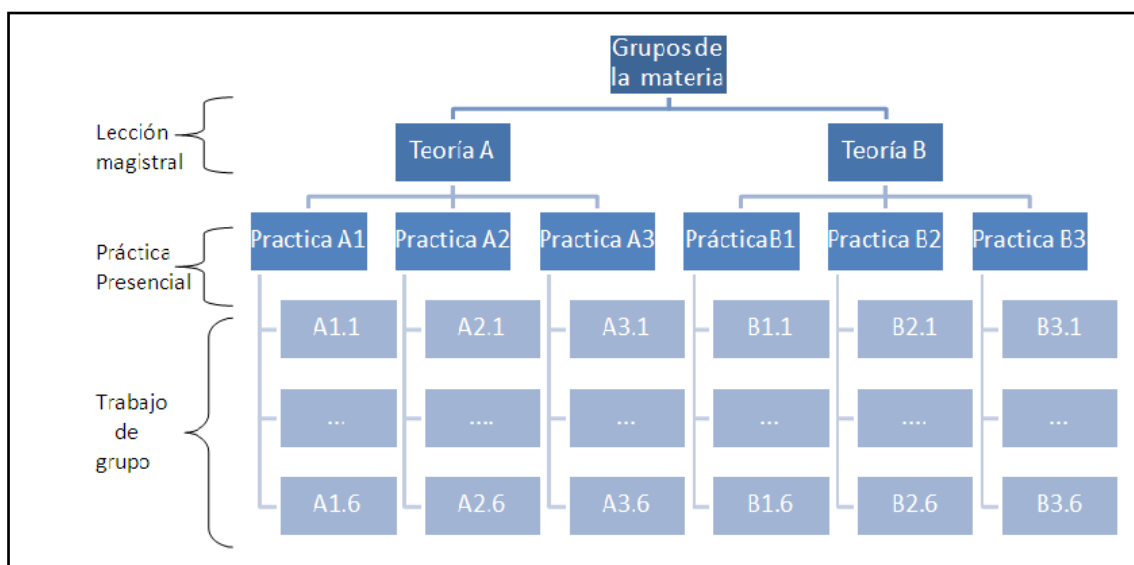 Grupos de
la materia
Lección
magistral
Teoría A
Teoría B
Práctica
Presencial
Practica A1
Practica A2
Practica A3
PrácticaB1
Practica B2
Practica B3
Trabajo
de
grupo
A1.1
A2.1
A3.1
B1.1
B2.1
B3.1
...
....
...
...
....
...
A1.6
A2.6
A3.6
B1.6
B2.6
B3.6